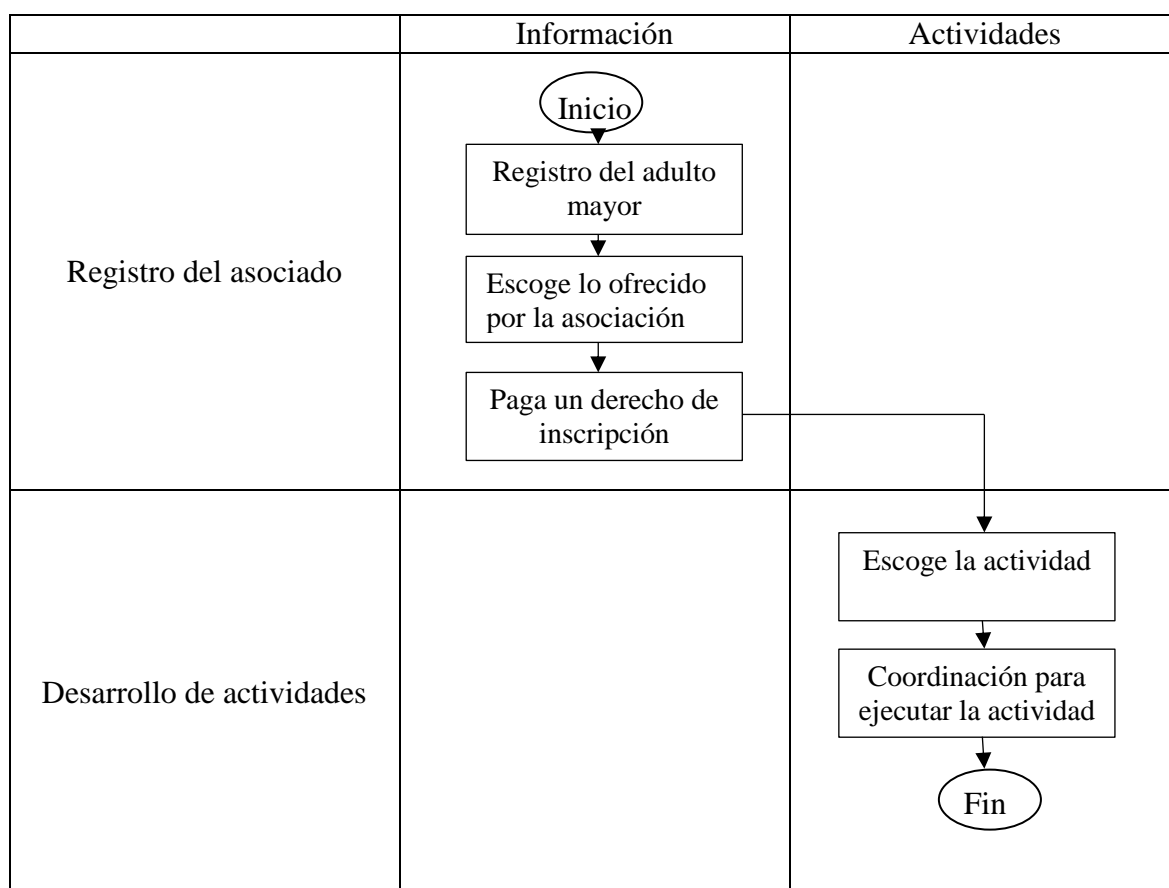 Información
Actividades
Registro del asociado
Inicio
Registro del adulto
mayor
Escoge lo ofrecido
por la asociación
Paga un derecho de
inscripción
Desarrollo de actividades
Escoge la actividad
Coordinación para
ejecutar la actividad
Fin